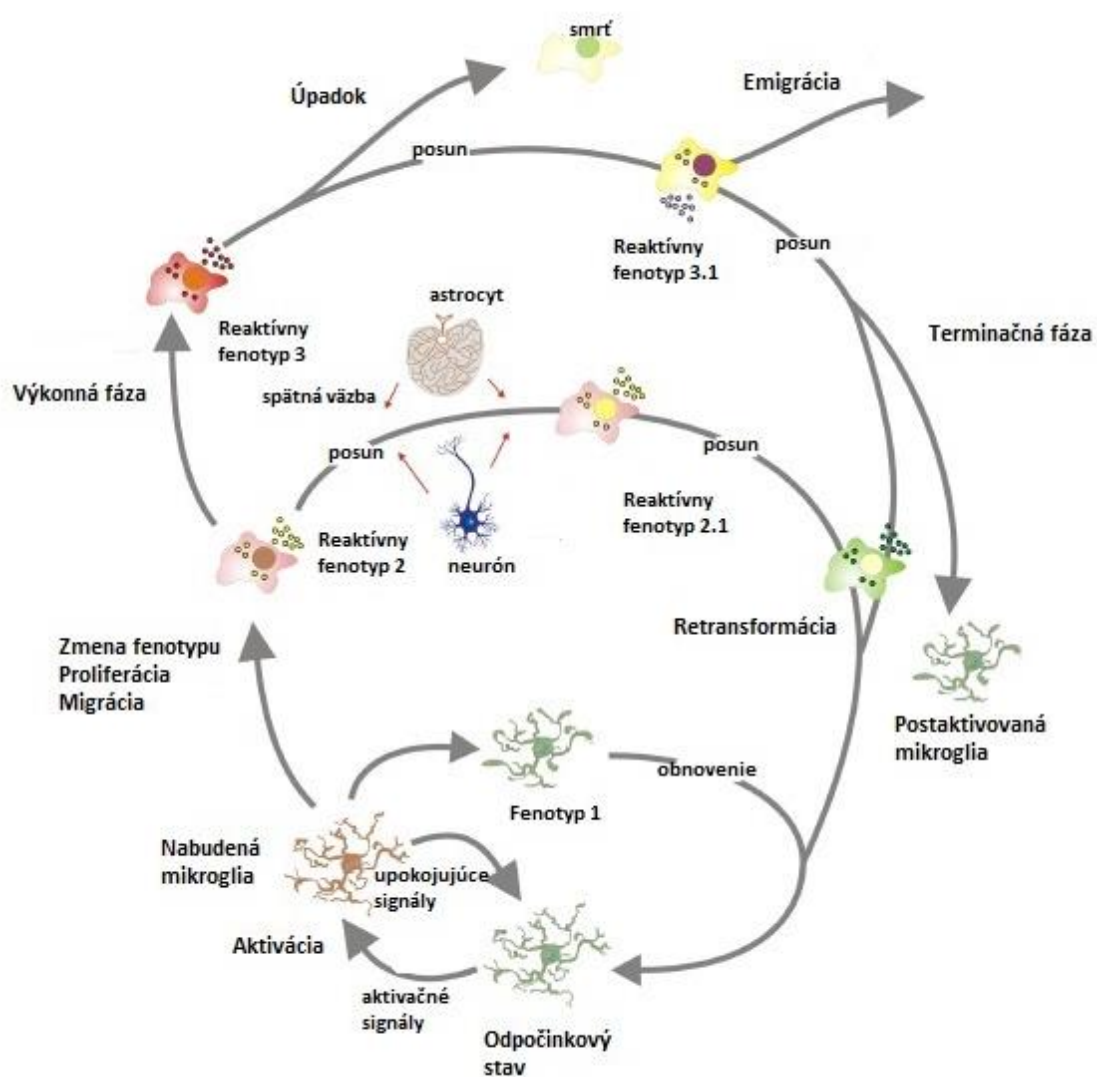 smrť
Úpadok
Emigrácia
posun
Reaktívny
fenotyp 3.1
posun
astrocyt
Reaktívny
fenotyp 3
Terminačná fáza
Výkonná fáza
spätná väzba
posun
posun
Reaktívny
fenotyp 2.1
Reaktívny
fenotyp 2
neurón
Retransformácia
Zmena fenotypu
Proliferácia
Migrácia
Postaktivovaná
mikroglia
obnovenie
Fenotyp 1
Nabudená
mikroglia
upokojujúce
signály
Aktivácia
aktivačné
signály
Odpočinkový
stav